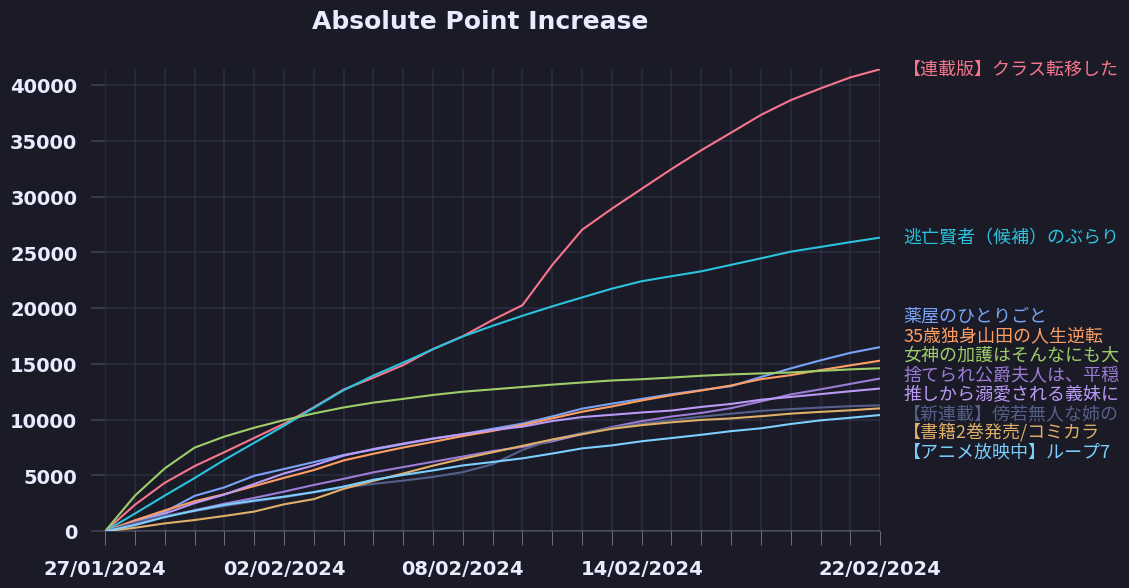 Absolute Point Increase
40000
35000
30000
25000
20000
15000
10000
5000
0
27/01/2024
02/02/2024
08/02/2024
14/02/2024
22/02/2024
【連載版】クラス転移した
逃亡賢者（候補）のぶらり
薬屋のひとりごと
35歳独身山田の人生逆転
女神の加護はそんなにも大
捨てられ公爵夫人は、平穏
推しから溺愛される義妹に
【新連載】傍若無人な姉の
【書籍2巻発売/コミカラ
【アニメ放映中】ループ7